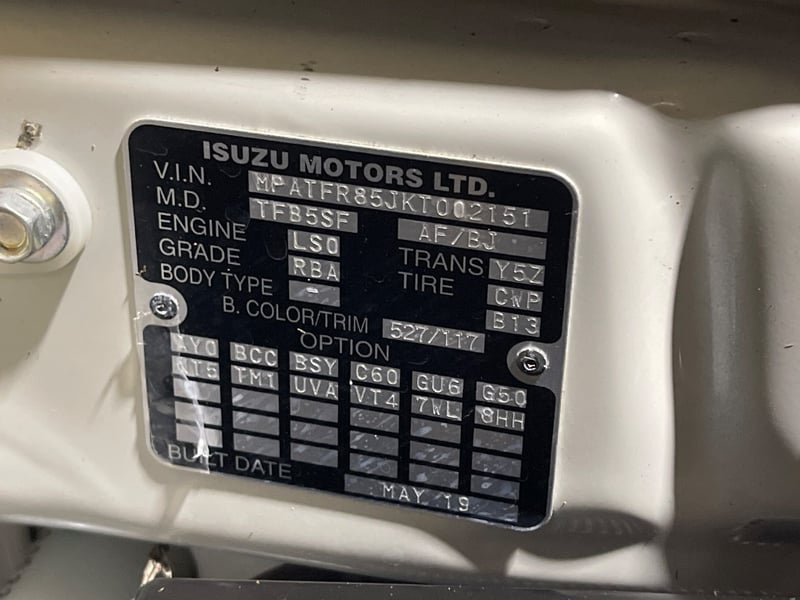 ISUZU MOTORS LTD.
V.I.N. MPATFR85JKT002151
M.D. TFB5SF AF/BJ
ENGINE LS0 TRANS Y5Z
GRADE RBA TIRE CWP
BODY TYPE - B13
B. COLOR/TRIM 527/117
OPTION
AY0 BCC BSY C60 GU6 G50
TM1 UVA VT4 7WL 8HH
BUILT DATE MAY 19